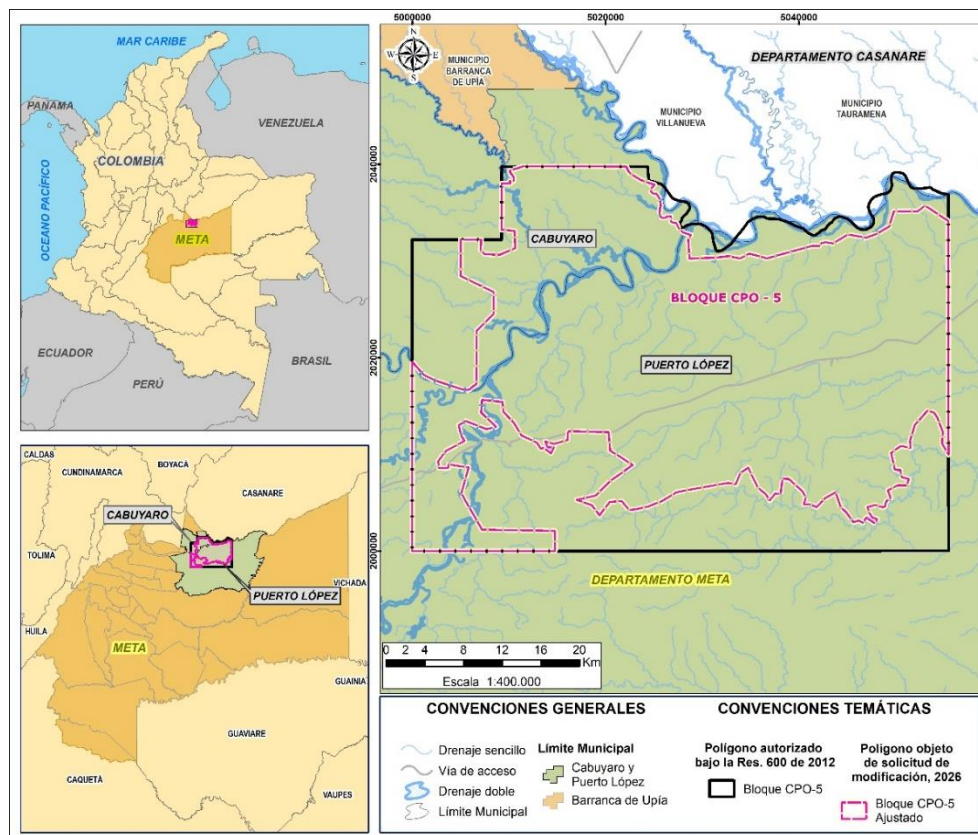 MAR CARIBE
PANAMA
VENEZUELA
COLOMBIA
OCEANO PACÍFICO
META
ECUADOR
PERÚ
BRASIL
CALDAS
CUNDINAMARCA
BOYACÁ
CASANARE
CABUYARO
TOLIMA
VICHADA
PUERTO LÓPEZ
HUILA
META
GUAINIA
GUAVIARE
CAQUETÁ
VAUPES
5000000
5020000
5040000
N
W
E
S
MUNICIPIO
BARRANCA
DE UPÍA
DEPARTAMENTO CASANARE
MUNICIPIO
VILLANUEVA
MUNICIPIO
TAURAMENA
2040000
CABUYARO
BLOQUE CPO - 5
2020000
PUERTO LÓPEZ
2000000
DEPARTAMENTO META
0 2 4 8 12 16 20
Km
Escala 1:400.000
CONVENCIONES GENERALES
Drenaje sencillo
Vía de acceso
Drenaje doble
Límite Municipal
Límite Municipal
Cabuyaro y
Puerto López
Barranca de Upía
CONVENCIONES TEMÁTICAS
Polígono autorizado
bajo la Res. 600 de
2012
Bloque CPO-5
Poligono objeto
de solicitud de
modificación, 2026
Bloque CPO-5
Ajustado